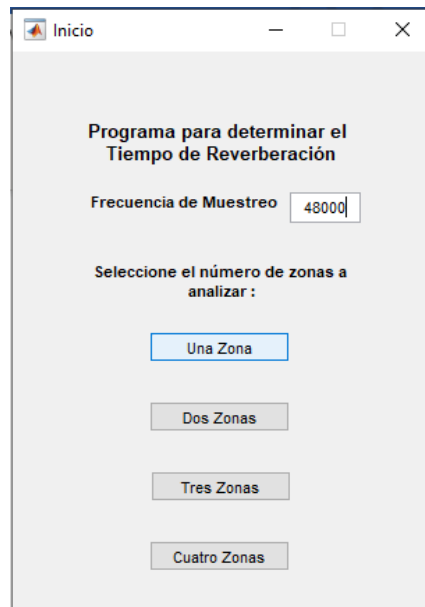 Inicio
Programa para determinar el
Tiempo de Reverberación
Frecuencia de Muestreo 48000
Seleccione el número de zonas a
analizar :
Una Zona
Dos Zonas
Tres Zonas
Cuatro Zonas